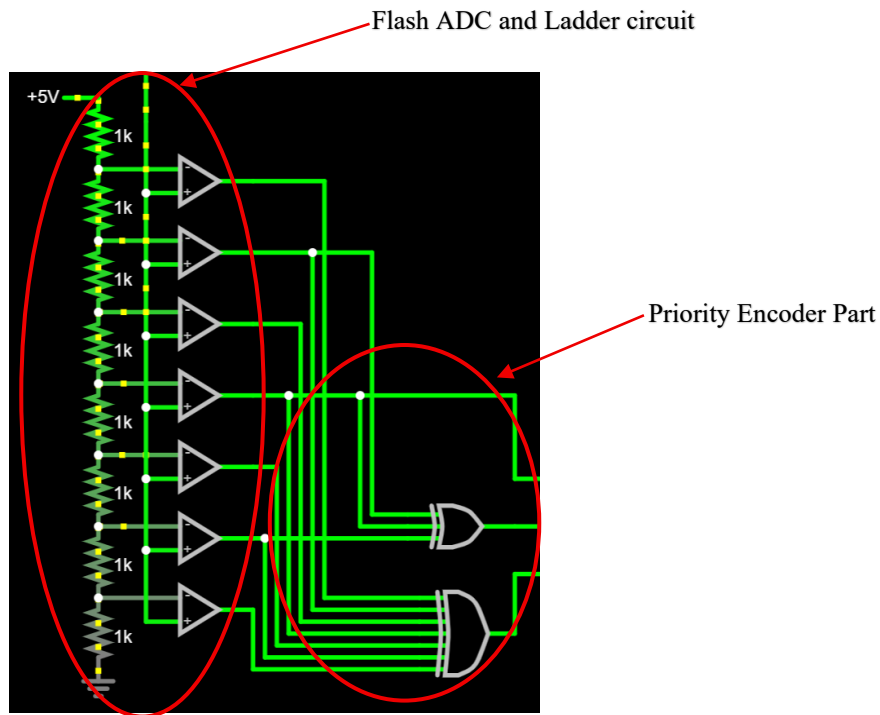 Flash ADC and Ladder circuit
+5V
1k
-
+
1k
-
+
1k
-
+
Priority Encoder Part
1k
-
+
1k
-
+
1k
-
+
1k
-
+
1k